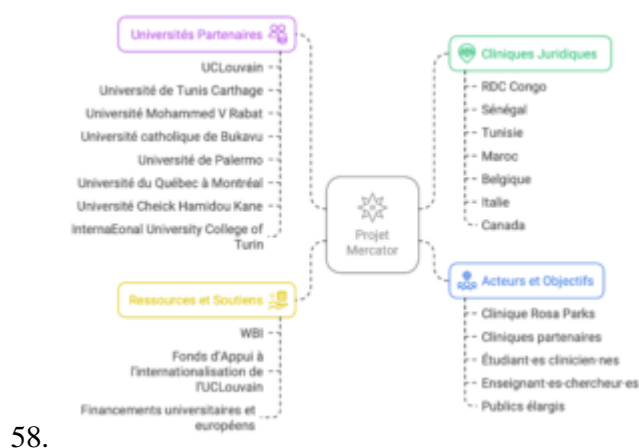 Universités Partenaires
UCLouvain
Université de Tunis Carthage
Université Mohammed V Rabat
Université catholique de Bukavu
Université de Palermo
Université du Québec à Montréal
Université Cheick Hamidou Kane
InternaEonal University College of
Turin
Ressources et Soutiens
WBI
Fonds d'Appui à
l'internationalisation de
l'UCLouvain
Financements universitaires et
européens
Projet
Mercator
Cliniques Juridiques
RDC Congo
Sénégal
Tunisie
Maroc
Belgique
Italie
Canada
Acteurs et Objectifs
Clinique Rosa Parks
Cliniques partenaires
Étudiant·es clinicien·nes
Enseignant·es-chercheur·es
Publics élargis
58.